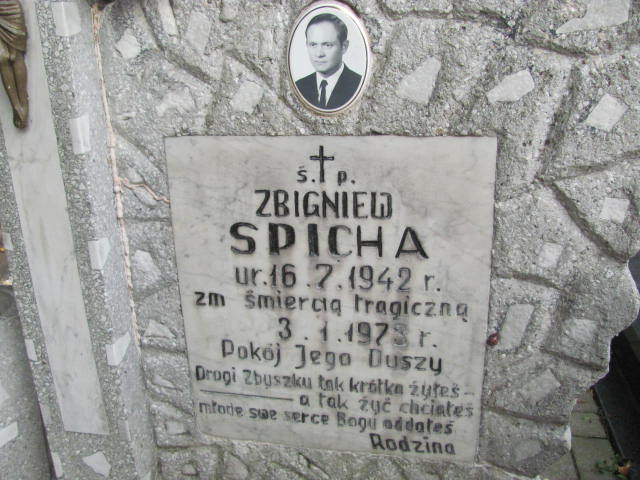 ś. † p.
ZBIGNIEW
SPICHA
ur. 16.7.1942 r.
zm śmiercią tragiczną
3.1.1973 r.
Pokój Jego Duszy
Drogi Zbyszku tak krótko żyłeś -
— a tak żyć chciałeś
młode swe serce Bogu oddałeś
Rodzina